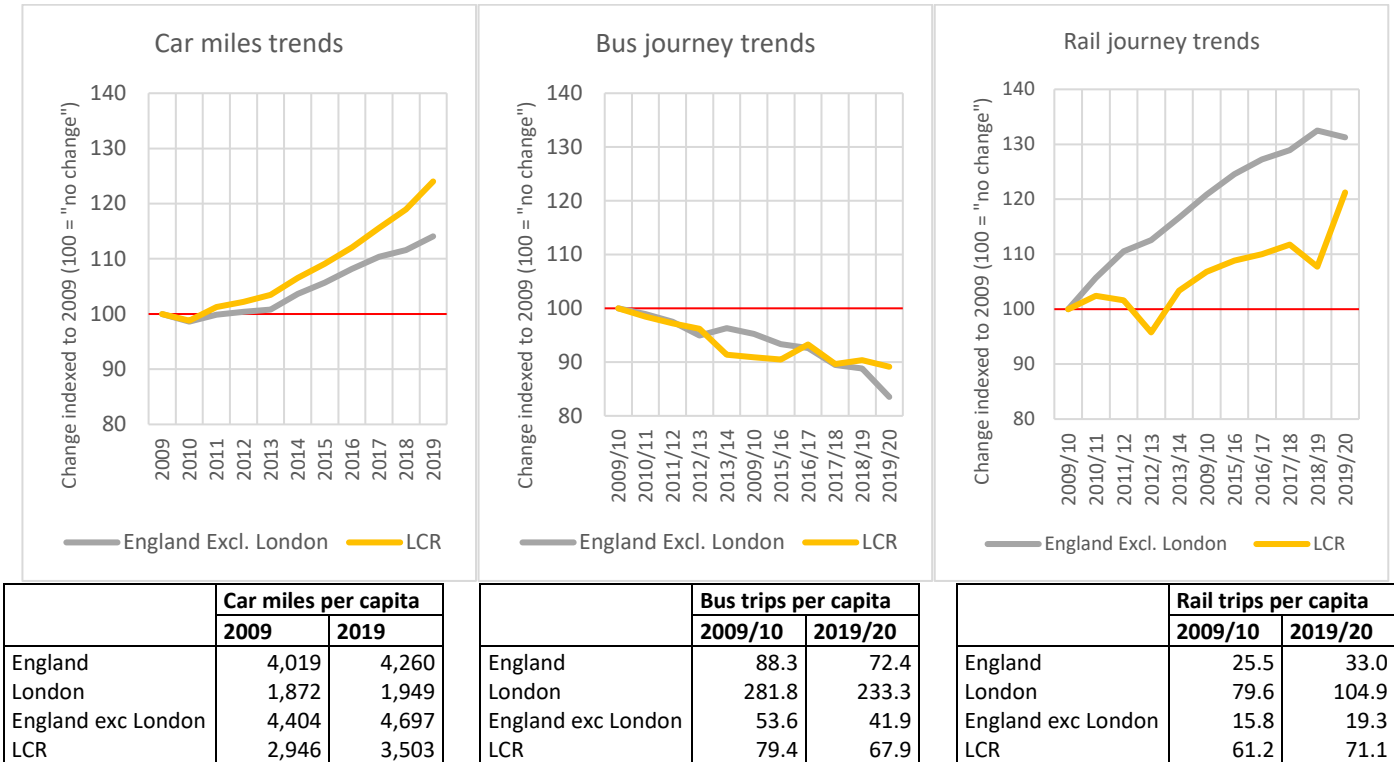 Car miles trends
Change indexed to 2009 (100 = "no change")
140
130
120
110
100
90
80
2009
2010
2011
2012
2013
2014
2015
2016
2017
2018
2019
England Excl. London
LCR
Bus journey trends
Change indexed to 2009 (100 = "no change")
140
130
120
110
100
90
80
2009/10
2010/11
2011/12
2012/13
2013/14
2009/10
2015/16
2016/17
2017/18
2018/19
2019/20
England Excl. London
LCR
Rail journey trends
Change indexed to 2009 (100 = "no change")
140
130
120
110
100
90
80
2009/10
2010/11
2011/12
2012/13
2013/14
2009/10
2015/16
2016/17
2017/18
2018/19
2019/20
England Excl. London
LCR
Car miles per capita
2009 2019
England 4,019 4,260
London 1,872 1,949
England exc London 4,404 4,697
LCR 2,946 3,503
Bus trips per capita
2009/10 2019/20
England 88.3 72.4
London 281.8 233.3
England exc London 53.6 41.9
LCR 79.4 67.9
Rail trips per capita
2009/10 2019/20
England 25.5 33.0
London 79.6 104.9
England exc London 15.8 19.3
LCR 61.2 71.1